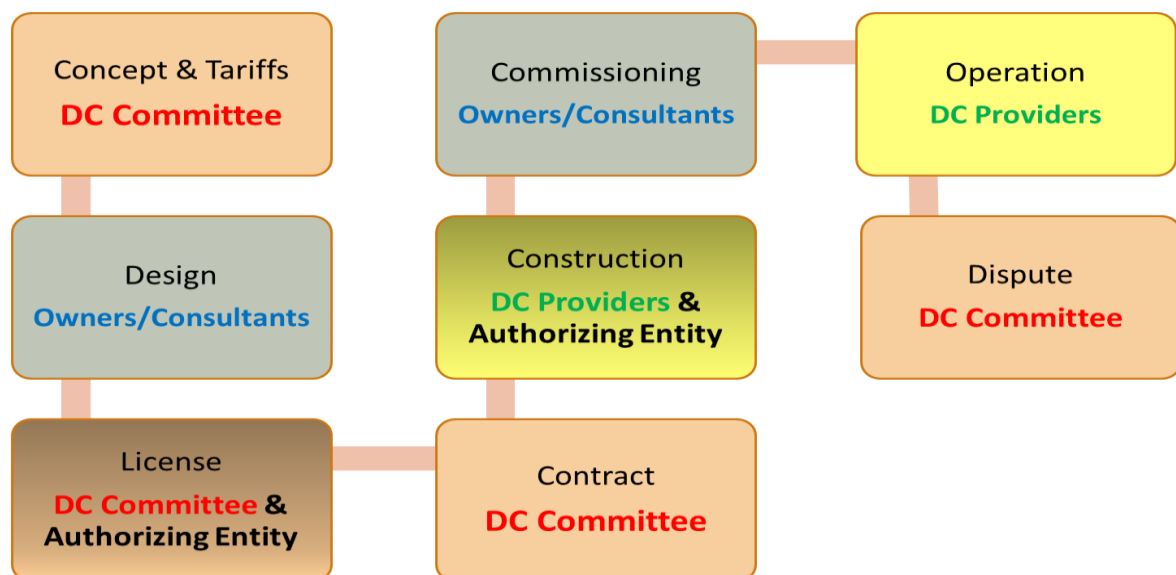 Concept & Tariffs
DC Committee
Design
Owners/Consultants
License
DC Committee &
Authorizing Entity
Contract
DC Committee
Construction
DC Providers &
Authorizing Entity
Commissioning
Owners/Consultants
Operation
DC Providers
Dispute
DC Committee